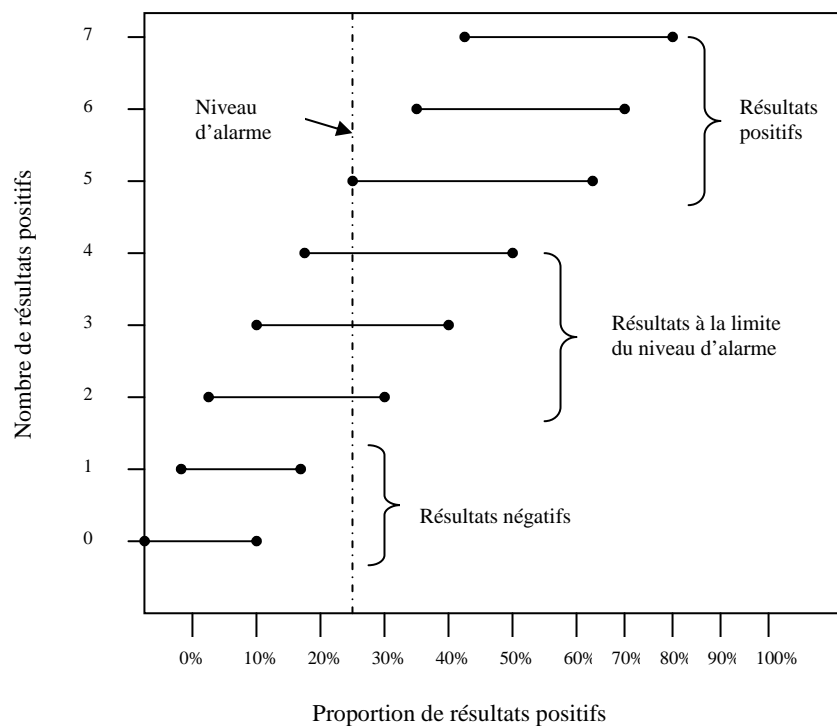 Nombre de résultats positifs
7
6
5
4
3
2
1
0
Niveau
d'alarme
Résultats
positifs
Résultats à la limite
du niveau d'alarme
Résultats négatifs
0% 10% 20% 30% 40% 50% 60% 70% 80% 90% 100%
Proportion de résultats positifs